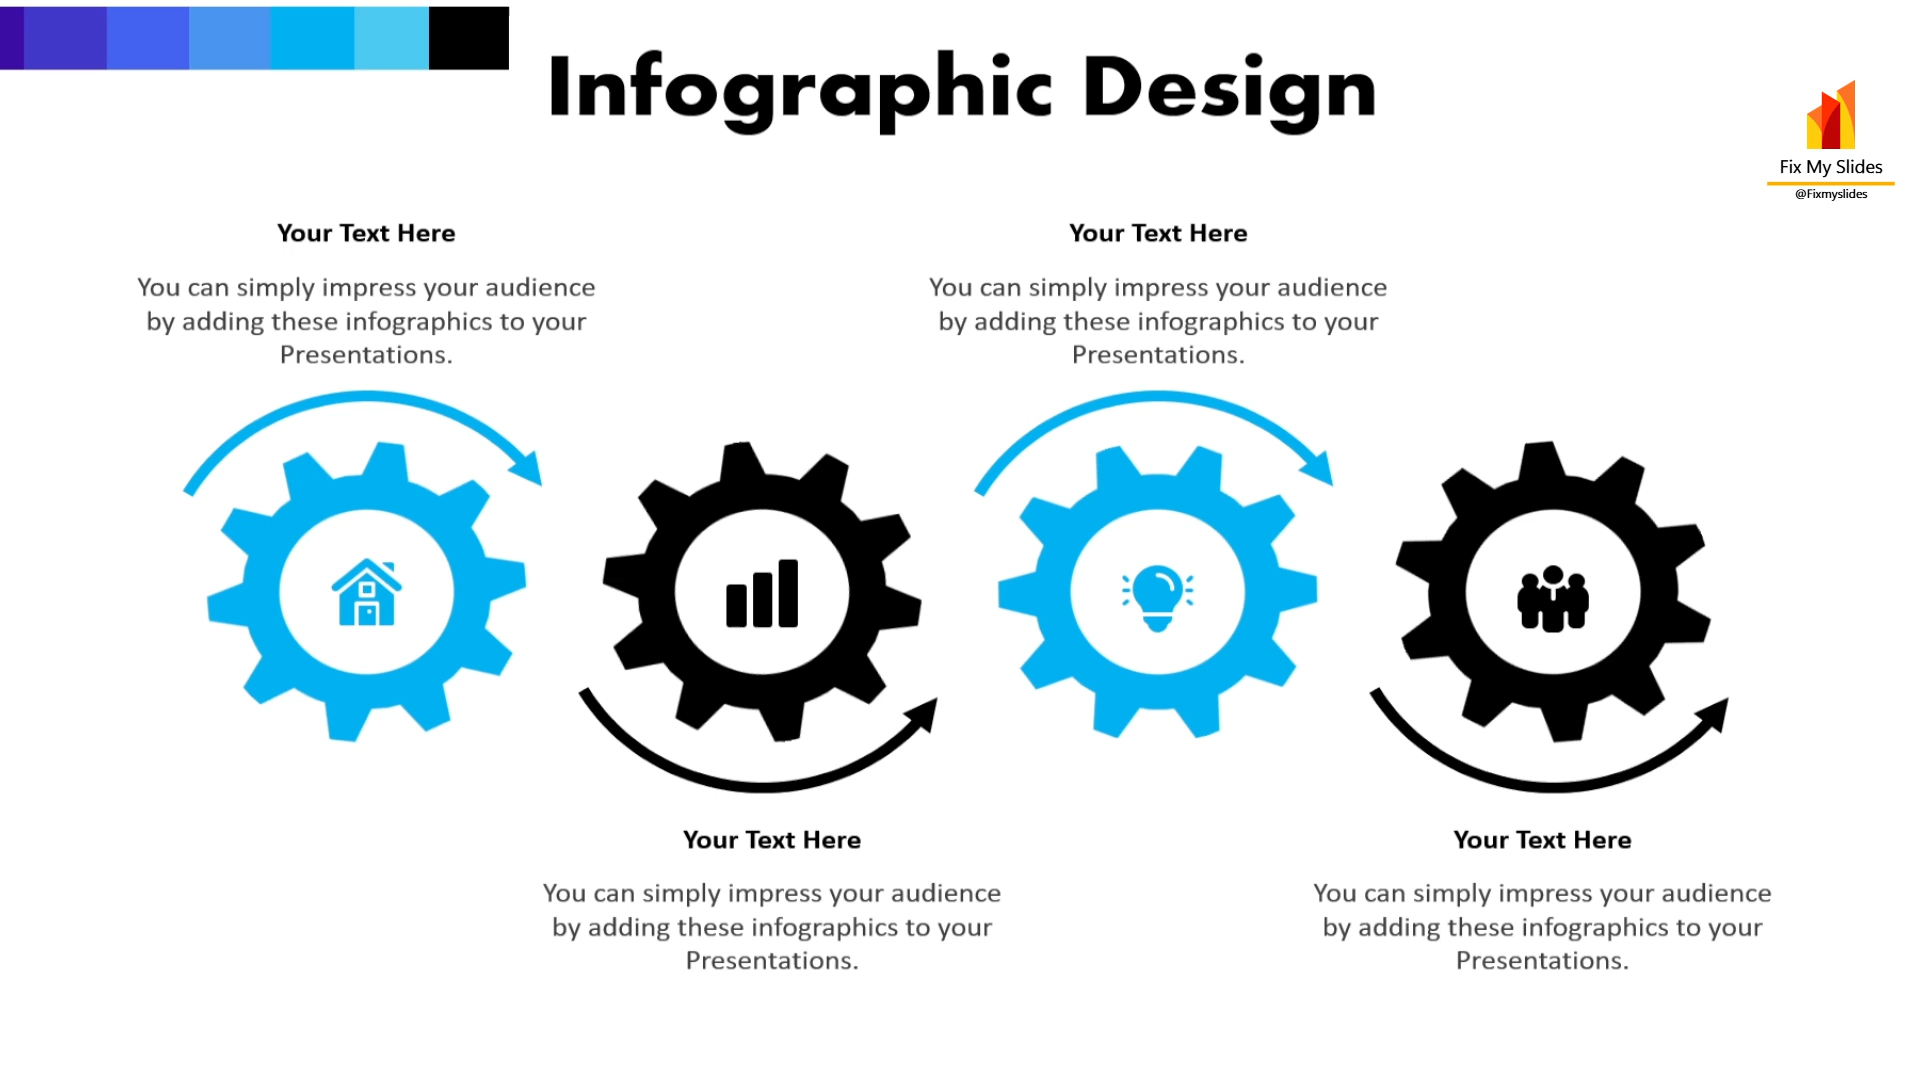 Infographic Design
Fix My Slides
@Fixmyslides
Your Text Here
You can simply impress your audience
by adding these infographics to your
Presentations.
Your Text Here
You can simply impress your audience
by adding these infographics to your
Presentations.
Your Text Here
You can simply impress your audience
by adding these infographics to your
Presentations.
Your Text Here
You can simply impress your audience
by adding these infographics to your
Presentations.